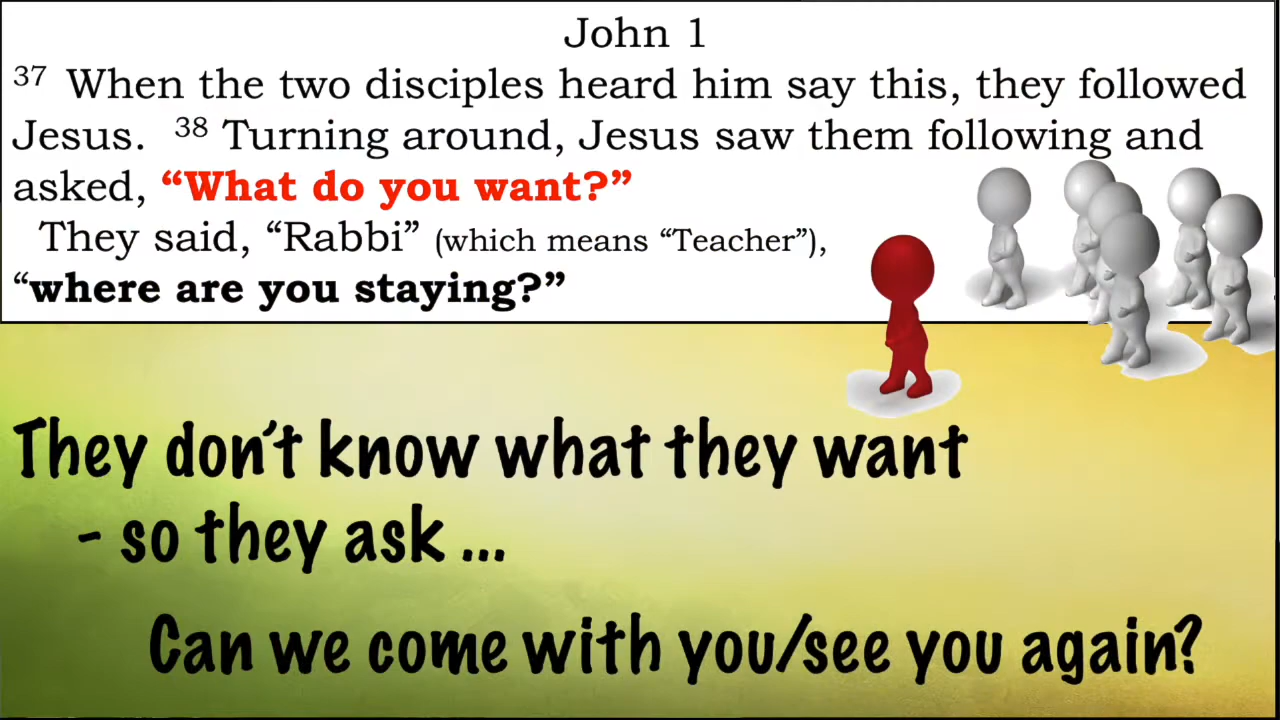 John 1
37 When the two disciples heard him say this, they followed
Jesus. 38 Turning around, Jesus saw them following and
asked, “What do you want?”
They said, “Rabbi” (which means “Teacher”),
“where are you staying?”
They don't know what they want
- so they ask ...
Can we come with you/see you again?